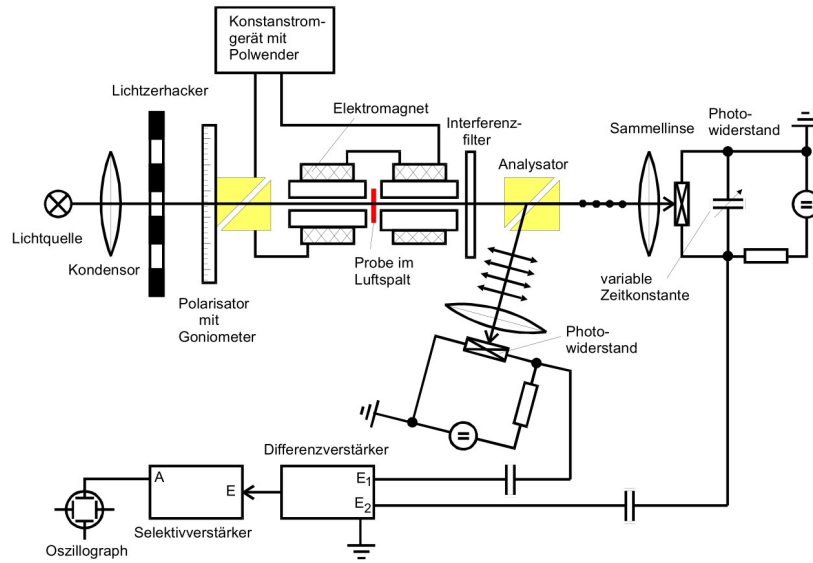 Konstanstrom-
gerät mit
Polwender
Lichtzerhacker
Elektromagnet
Interferenz-
filter
Analysator
Sammellinse
Photo-
widerstand
Lichtquelle
Kondensor
Polarisator
mit
Goniometer
Probe im
Luftspalt
variable
Zeitkonstante
Photo-
widerstand
Differenzverstärker
A
E
E1
E2
Selektivverstärker
Oszillograph